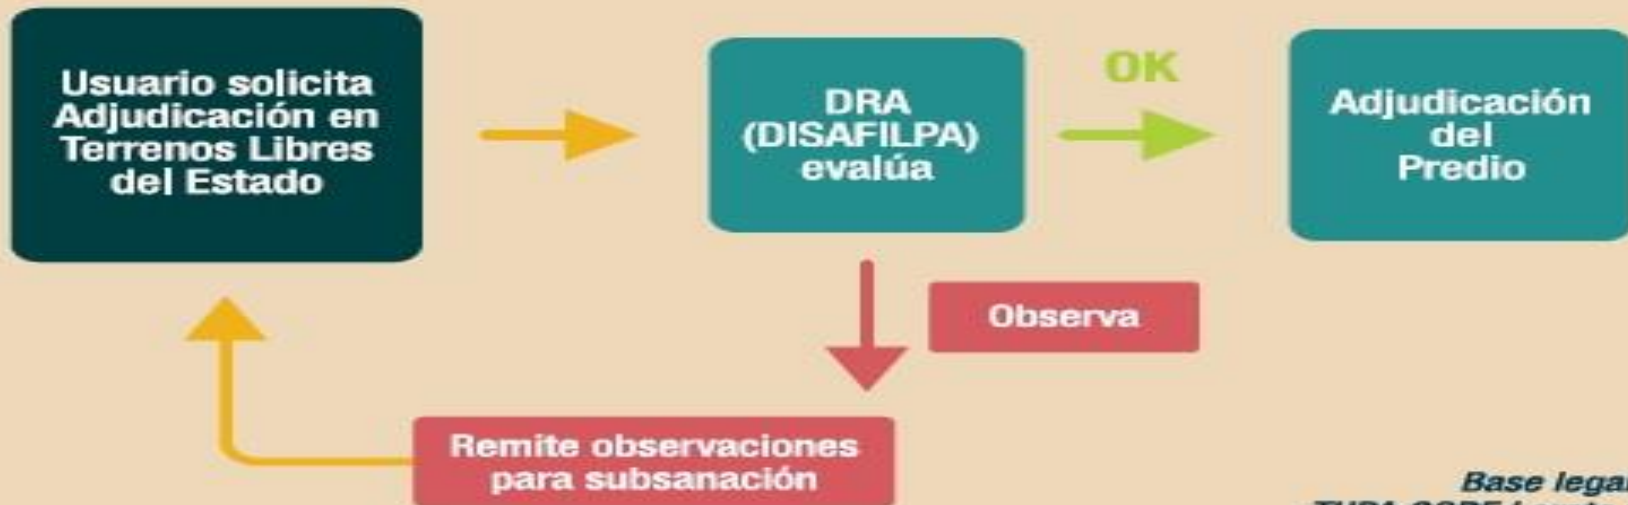 Usuario solicita
Adjudicación en
Terrenos Libres
del Estado
DRA
(DISAFILPA)
evalúa
OK
Adjudicación
del
Predio
Observa
Remite observaciones
para subsanación
Base legal